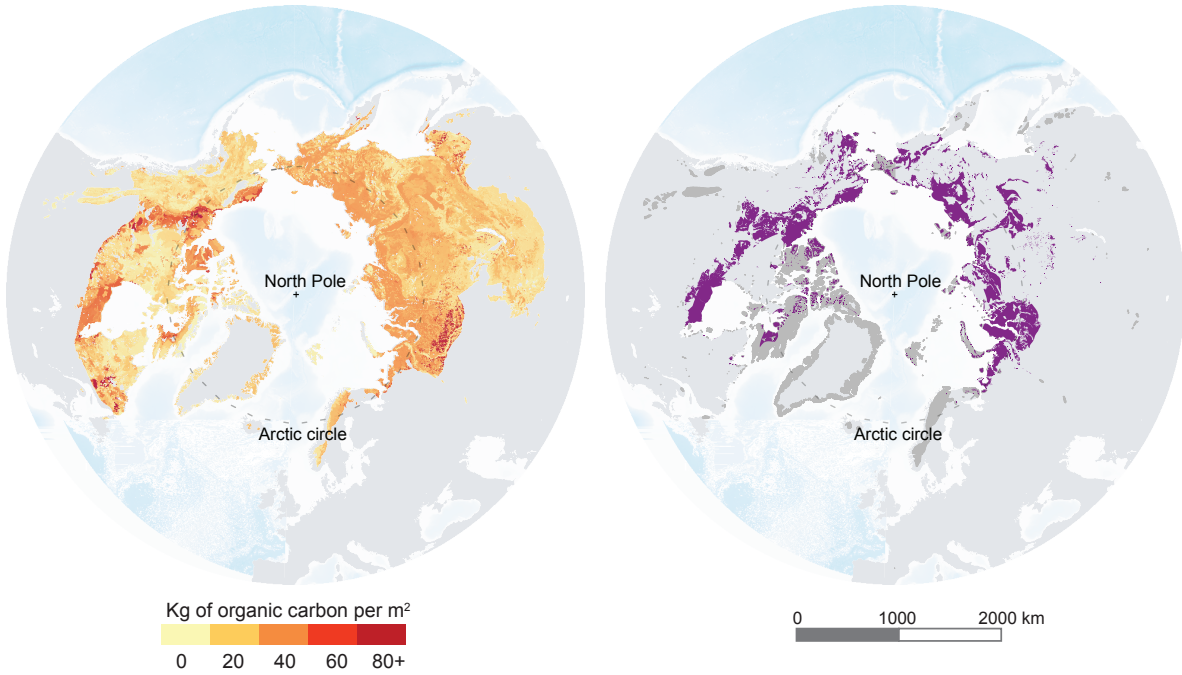 North Pole
+
Arctic circle
Kg of organic carbon per m²
0 20 40 60 80+
North Pole
+
Arctic circle
0 1000 2000 km